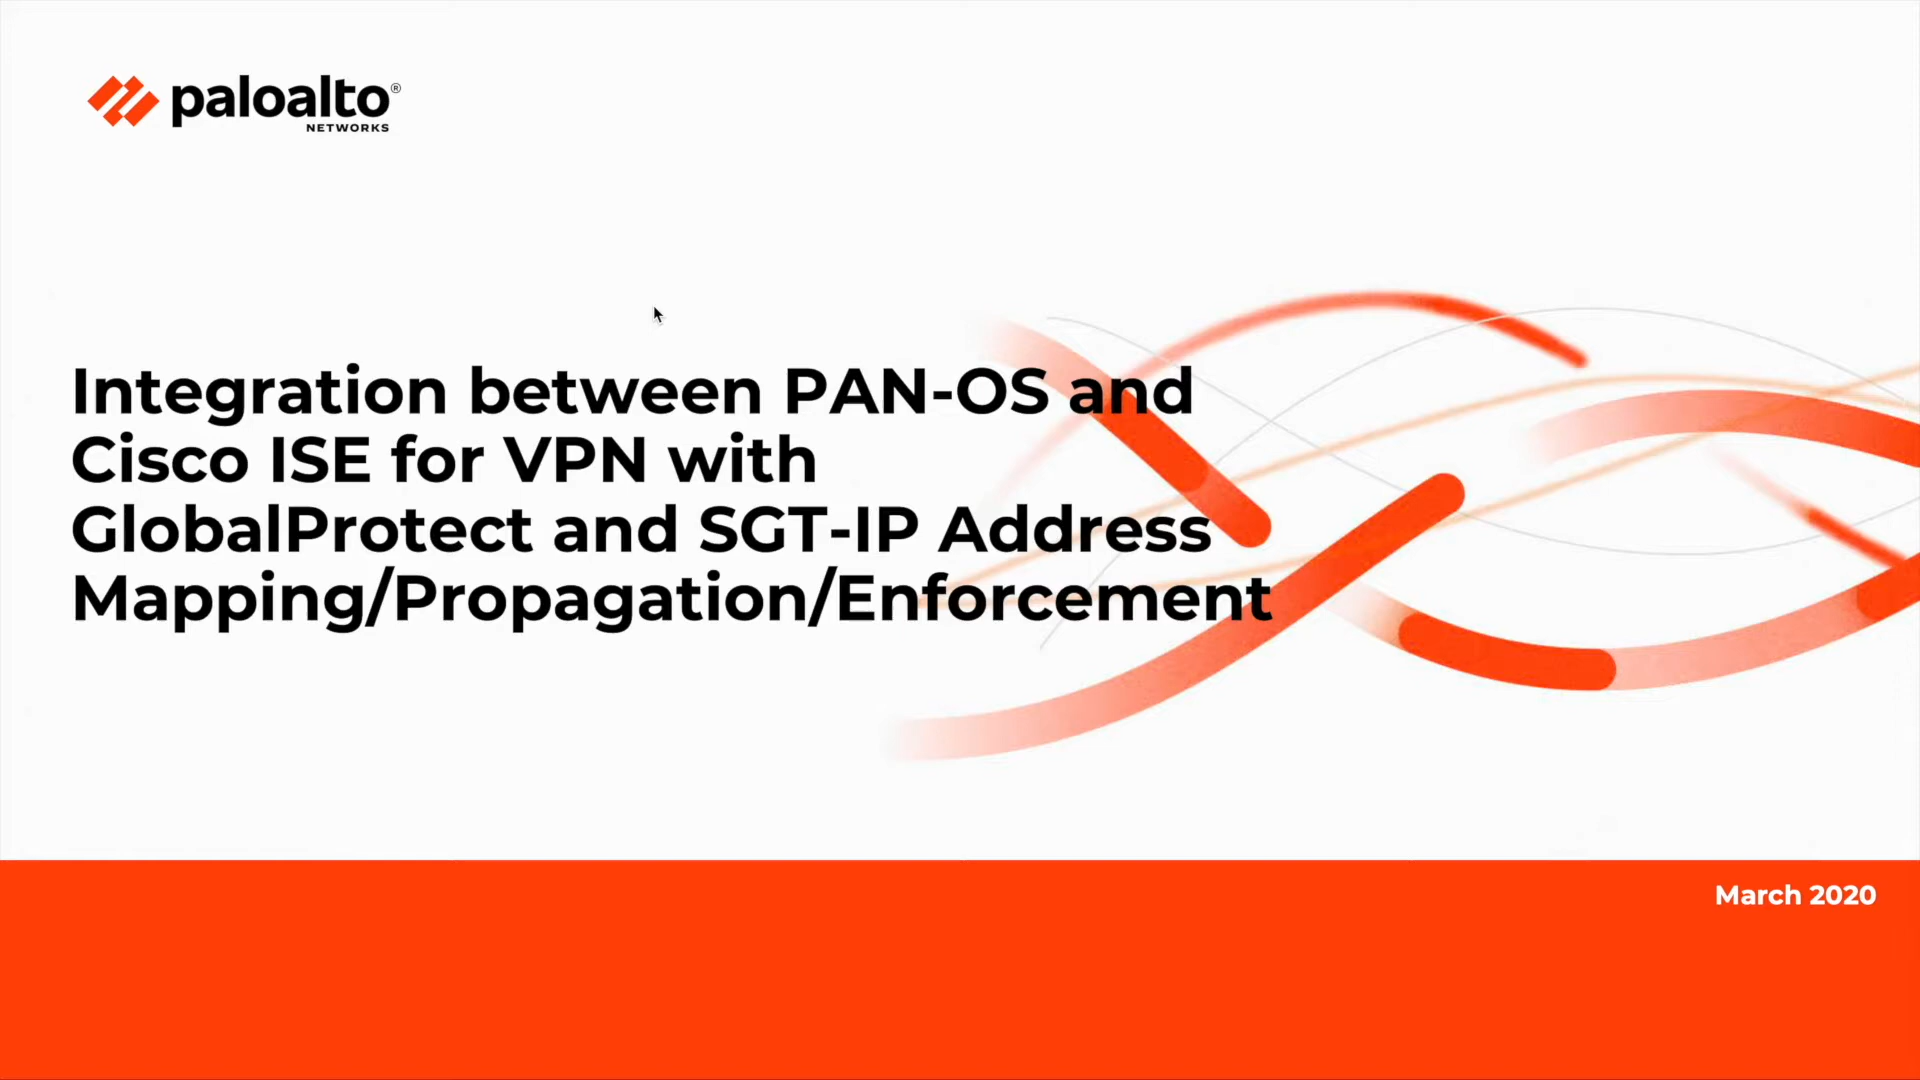 paloalto®
NETWORKS
Integration between PAN-OS and
Cisco ISE for VPN with
GlobalProtect and SGT-IP Address
Mapping/Propagation/Enforcement
March 2020